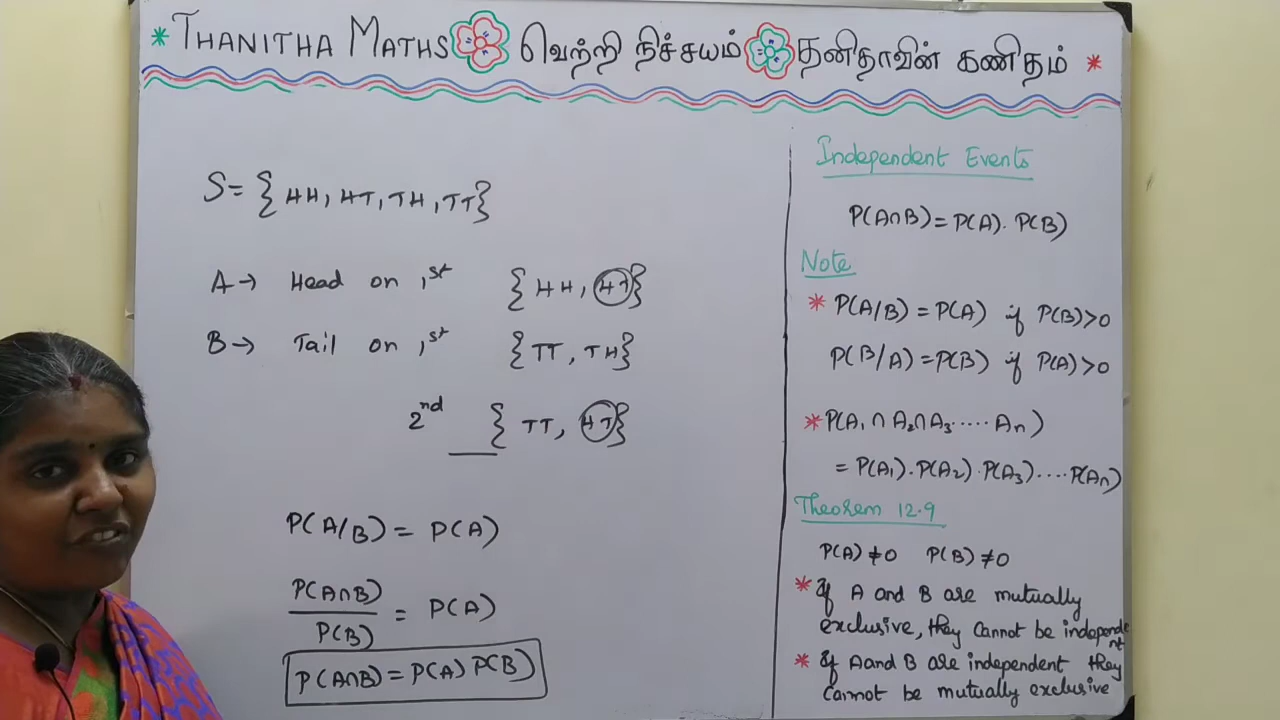 * THANITHA MATHS வெற்றி நிச்சயம் தனிதாவின் கணிதம் *
S = { HH, HT, TH, TT}
A → Head on 1st { HH, HT}
B → Tail on 1st { TT, TH}
2nd { TT, HT}
P(A/B) = P(A)
P(A∩B) / P(B) = P(A)
P(A∩B) = P(A) P(B)
Independent Events
P(A∩B) = P(A). P(B)
Note
* P(A/B) = P(A) if P(B)>0
P(B/A) = P(B) if P(A)>0
* P(A₁ ∩ A₂ ∩ A₃ ..... Aₙ)
= P(A₁). P(A₂) . P(A₃) .... P(Aₙ)
Theorem 12.9
P(A) ≠ 0 P(B) ≠ 0
* If A and B are mutually
exclusive, they cannot be independent
* If A and B are independent they
cannot be mutually exclusive